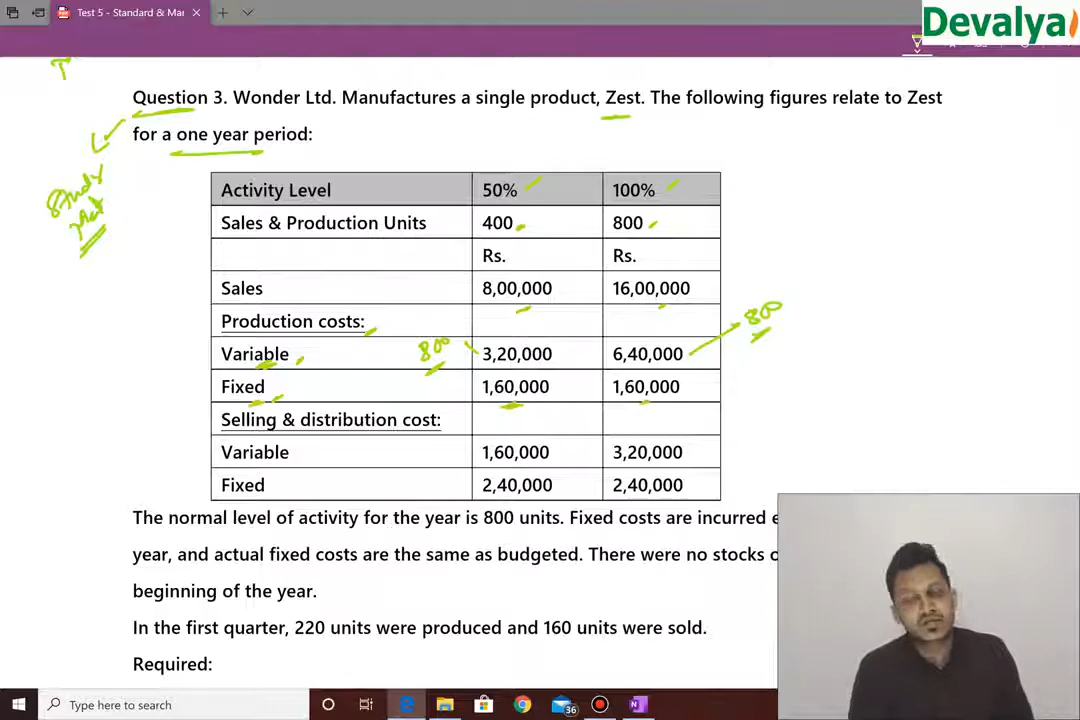 Test 5 - Standard & Mar
Devalya
Question 3. Wonder Ltd. Manufactures a single product, Zest. The following figures relate to Zest
for a one year period:
Study
Mat
Activity Level 50% 100%
Sales & Production Units 400 800
Rs. Rs.
Sales 8,00,000 16,00,000
Production costs:
800
Variable 3,20,000 6,40,000
800
Fixed 1,60,000 1,60,000
Selling & distribution cost:
Variable 1,60,000 3,20,000
Fixed 2,40,000 2,40,000
The normal level of activity for the year is 800 units. Fixed costs are incurred
year, and actual fixed costs are the same as budgeted. There were no stocks
beginning of the year.
In the first quarter, 220 units were produced and 160 units were sold.
Required:
Type here to search
36